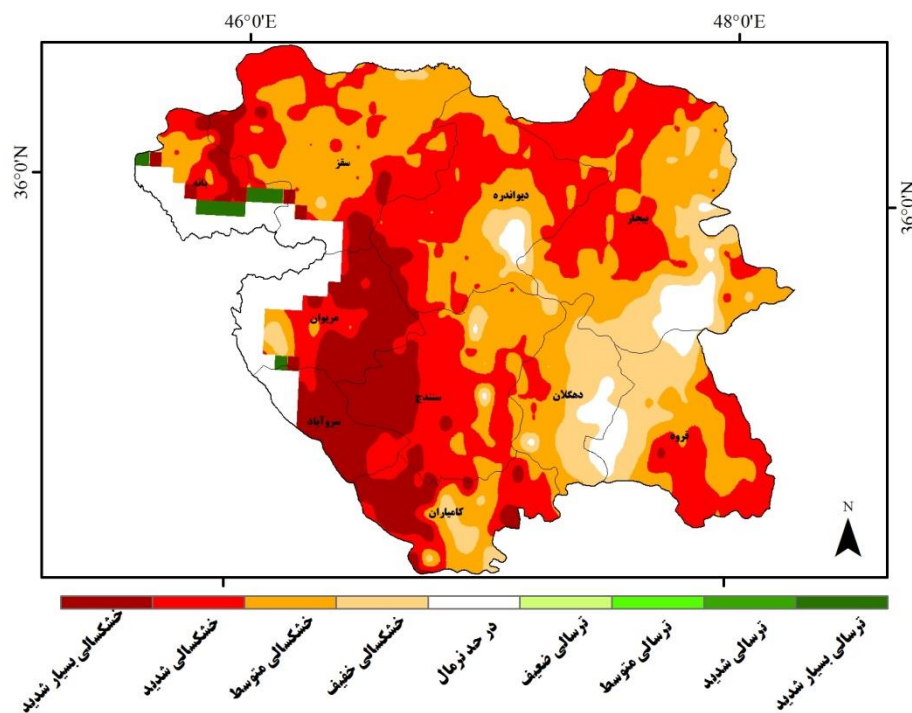 46°0'E
48°0'E
36°0'N
36°0'N
سقز
بانه
دیواندره
بیجار
مریوان
سنندج
دهگلان
سروآباد
قروه
کامیاران
N
خشکسالی بسیار شدید
خشکسالی شدید
خشکسالی متوسط
خشکسالی خفیف
در حد نرمال
ترسالی ضعیف
ترسالی متوسط
ترسالی شدید
ترسالی بسیار شدید